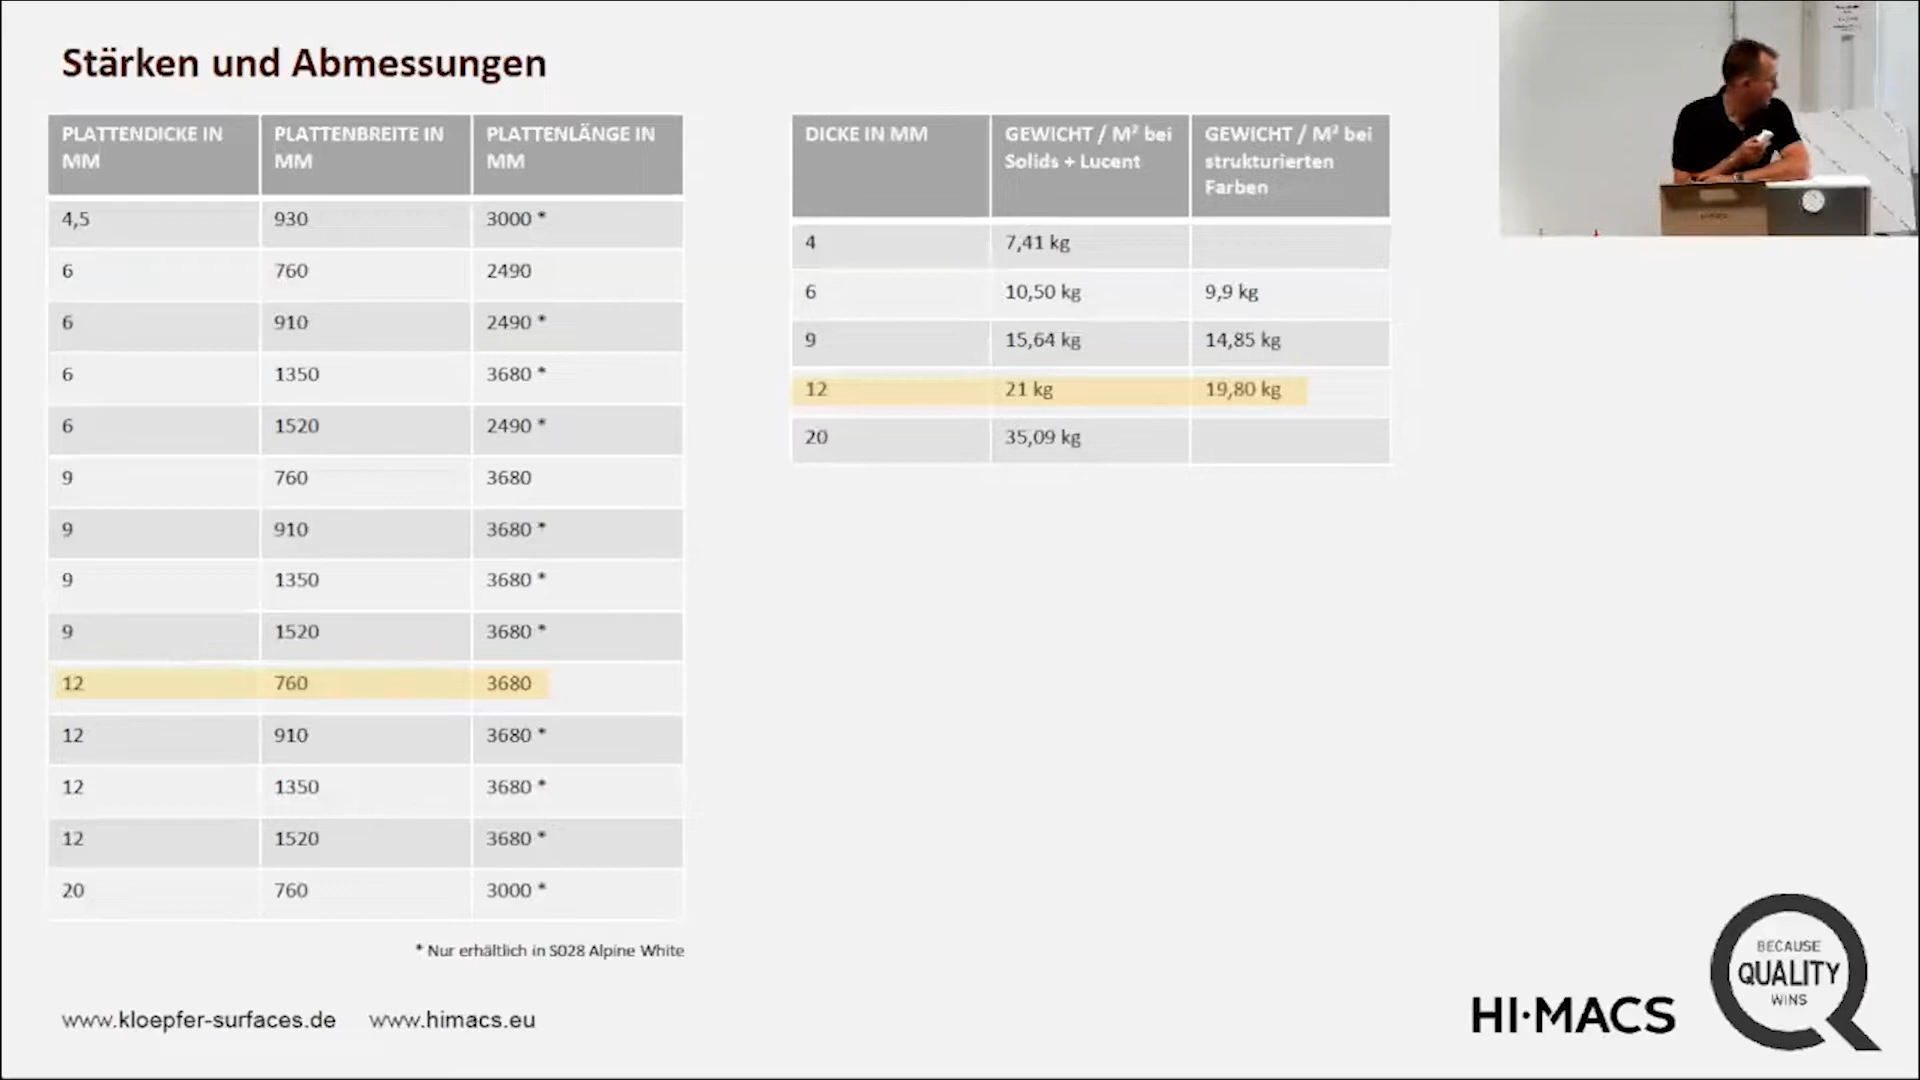 Stärken und Abmessungen
PLATTENDICKE IN MM
PLATTENBREITE IN MM
PLATTENLÄNGE IN MM
4,5 930 3000 *
6 760 2490
6 910 2490 *
6 1350 3680 *
6 1520 2490 *
9 760 3680
9 910 3680 *
9 1350 3680 *
9 1520 3680 *
12 760 3680
12 910 3680 *
12 1350 3680 *
12 1520 3680 *
20 760 3000 *
* Nur erhältlich in S028 Alpine White
DICKE IN MM
GEWICHT / M² bei
Solids + Lucent
GEWICHT / M² bei
strukturierten
Farben
4 7,41 kg
6 10,50 kg 9,9 kg
9 15,64 kg 14,85 kg
12 21 kg 19,80 kg
20 35,09 kg
www.kloepfer-surfaces.de www.himacs.eu
HI·MACS
BECAUSE
QUALITY
WINS